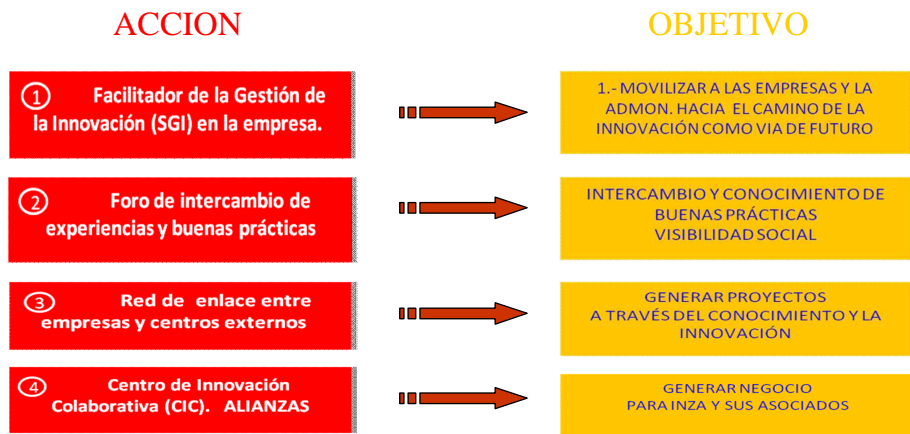 ACCION
OBJETIVO
1 Facilitador de la Gestión de
la Innovación (SGI) en la empresa.
1.- MOVILIZAR A LAS EMPRESAS Y LA
ADMON. HACIA EL CAMINO DE LA
INNOVACIÓN COMO VIA DE FUTURO
2 Foro de intercambio de
experiencias y buenas prácticas
INTERCAMBIO Y CONOCIMIENTO DE
BUENAS PRÁCTICAS
VISIBILIDAD SOCIAL
3 Red de enlace entre
empresas y centros externos
GENERAR PROYECTOS
A TRAVÉS DEL CONOCIMIENTO Y LA
INNOVACIÓN
4 Centro de Innovación
Colaborativa (CIC). ALIANZAS
GENERAR NEGOCIO
PARA INZA Y SUS ASOCIADOS